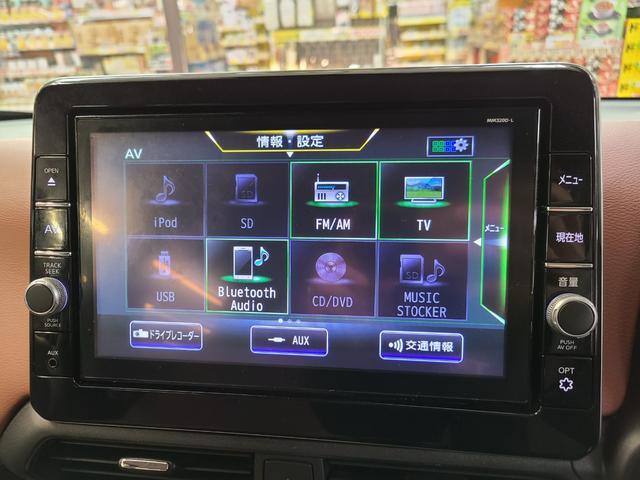 MM320D-L
情報・設定
AV
iPod
SD
FM/AM
TV
メニュー
USB
Bluetooth
Audio
CD/DVD
SD
MUSIC
STOCKER
ドライブレコーダー
AUX
交通情報
OPEN
AV
TRACK
SEEK
PUSH
SOURCE
AUX
メニュー
現在地
音量
PUSH
AV OFF
OPT